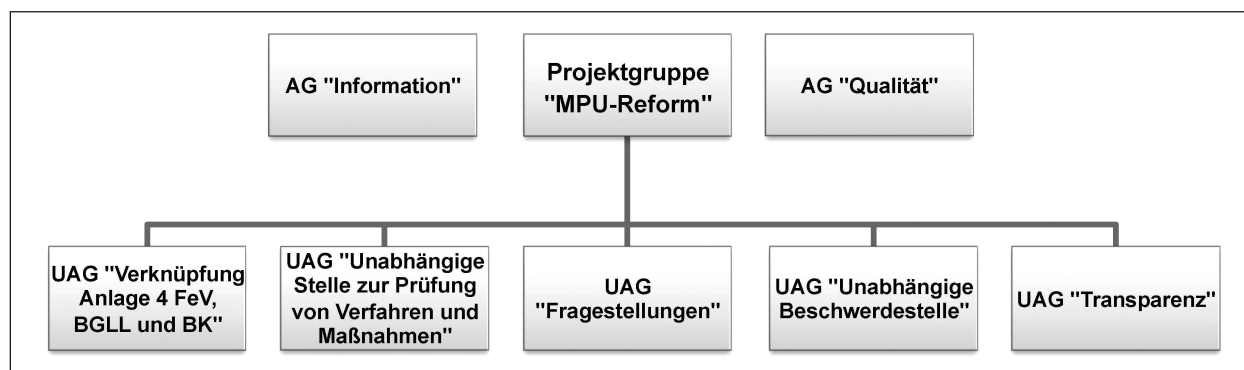 AG "Information"
Projektgruppe
"MPU-Reform"
AG "Qualität"
UAG "Verknüpfung
Anlage 4 FeV,
BGLL und BK"
UAG "Unabhängige
Stelle zur Prüfung
von Verfahren und
Maßnahmen"
UAG
"Fragestellungen"
UAG "Unabhängige
Beschwerdestelle"
UAG "Transparenz"